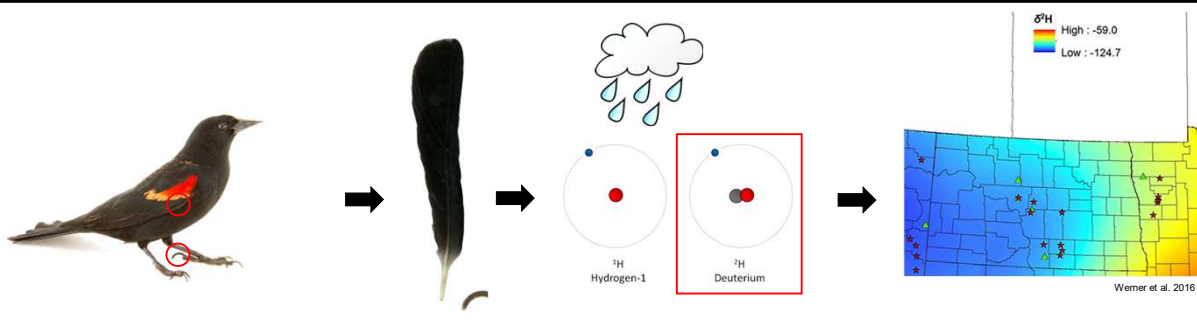 δ²H
High : -59.0
Low : -124.7
¹H
Hydrogen-1
²H
Deuterium
Werner et al. 2016